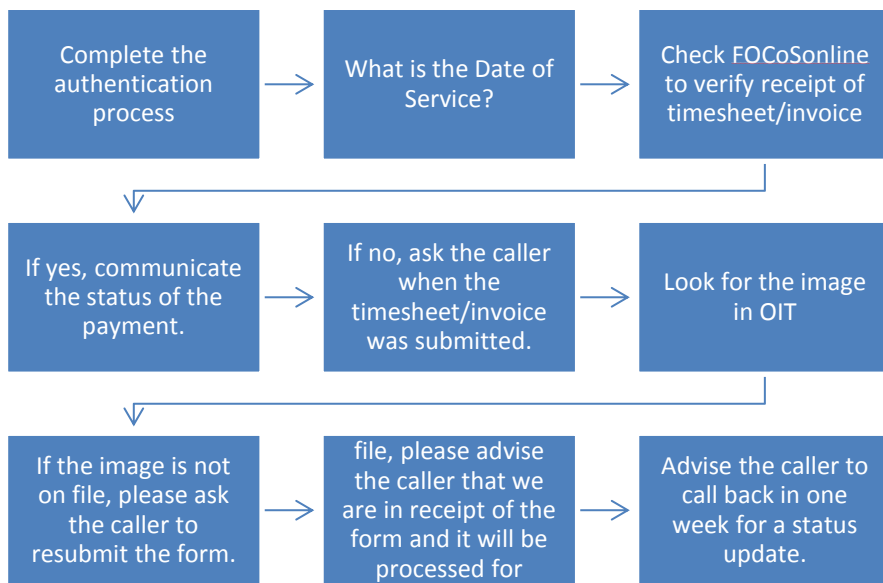 Complete the
authentication
process
What is the Date of
Service?
Check FOCoSonline
to verify receipt of
timesheet/invoice
If yes, communicate
the status of the
payment.
If no, ask the caller
when the
timesheet/invoice
was submitted.
Look for the image
in OIT
If the image is not
on file, please ask
the caller to
resubmit the form.
file, please advise
the caller that we
are in receipt of the
form and it will be
processed for
Advise the caller to
call back in one
week for a status
update.